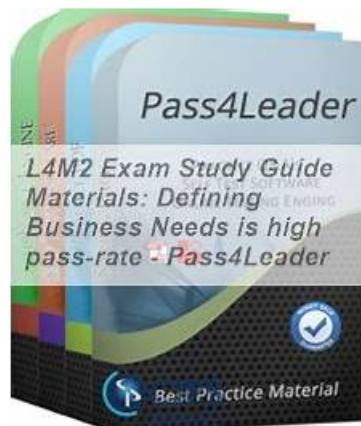 Pass4Leader
L4M2 Exam Study Guide
Materials: Defining
Business Needs is high
pass-rate - Pass4Leader
Best Practice Material